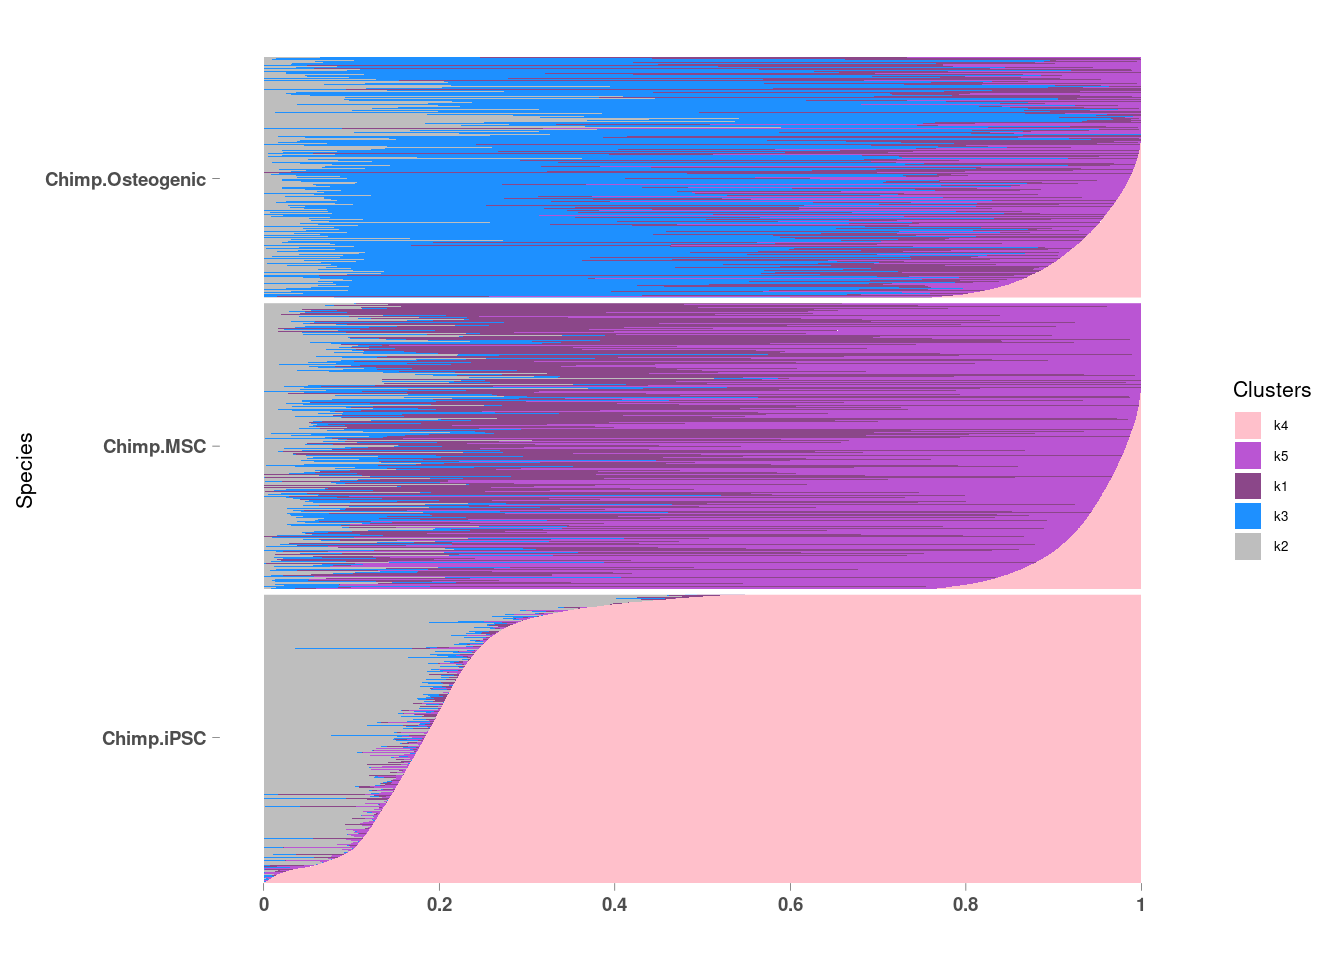 Chimp.Osteogenic
Chimp.MSC
Chimp.iPSC
Species
0 0.2 0.4 0.6 0.8 1
Clusters
k4
k5
k1
k3
k2